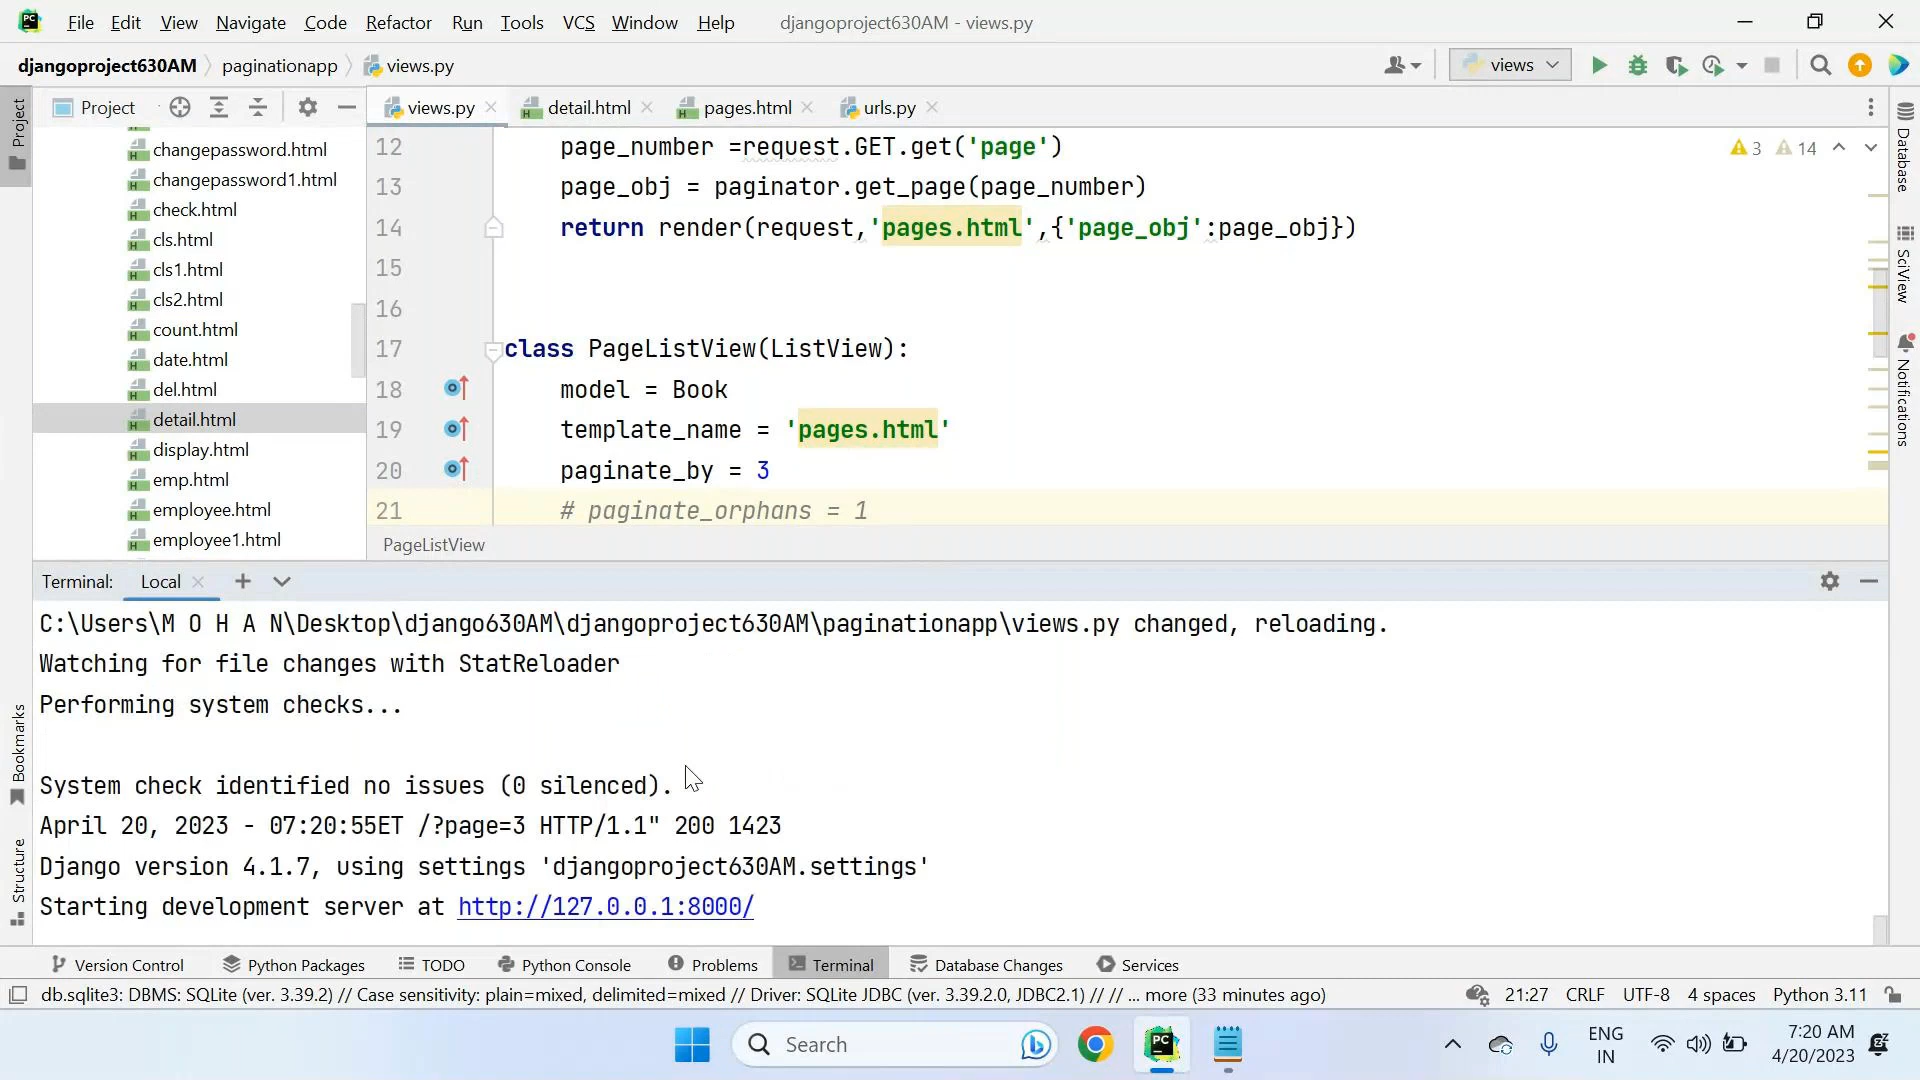 File Edit View Navigate Code Refactor Run Tools VCS Window Help djangoproject630AM - views.py
djangoproject630AM paginationapp views.py views
Project views.py detail.html pages.html urls.py
Project
changepassword.html
changepassword1.html
check.html
cls.html
cls1.html
cls2.html
count.html
date.html
del.html
detail.html
display.html
emp.html
employee.html
employee1.html
12 page_number =request.GET.get('page')
13 page_obj = paginator.get_page(page_number)
14 return render(request,'pages.html',{'page_obj':page_obj})
15
16
17 class PageListView(ListView):
18 model = Book
19 template_name = 'pages.html'
20 paginate_by = 3
21 # paginate_orphans = 1
3 14
PageListView
Database
SciView
Notifications
Terminal: Local
C:\Users\M O H A N\Desktop\django630AM\djangoproject630AM\paginationapp\views.py changed, reloading.
Watching for file changes with StatReloader
Performing system checks...
System check identified no issues (0 silenced).
April 20, 2023 - 07:20:55ET /?page=3 HTTP/1.1" 200 1423
Django version 4.1.7, using settings 'djangoproject630AM.settings'
Starting development server at http://127.0.0.1:8000/
Bookmarks
Structure
Version Control Python Packages TODO Python Console Problems Terminal Database Changes Services
db.sqlite3: DBMS: SQLite (ver. 3.39.2) // Case sensitivity: plain=mixed, delimited=mixed // Driver: SQLite JDBC (ver. 3.39.2.0, JDBC2.1) // // ... more (33 minutes ago) 21:27 CRLF UTF-8 4 spaces Python 3.11
Search
PC
ENG
IN
7:20 AM
4/20/2023